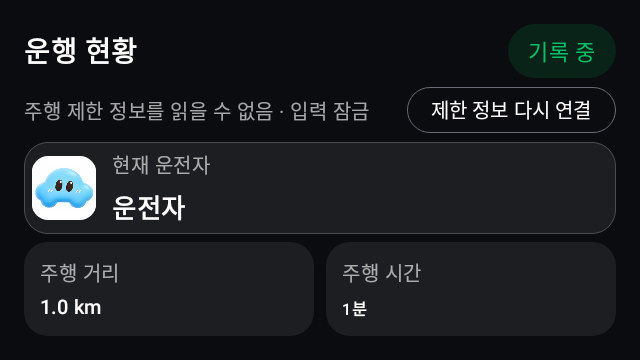 운행 현황
기록 중
주행 제한 정보를 읽을 수 없음 · 입력 잠금
제한 정보 다시 연결
현재 운전자
운전자
주행 거리
1.0 km
주행 시간
1분